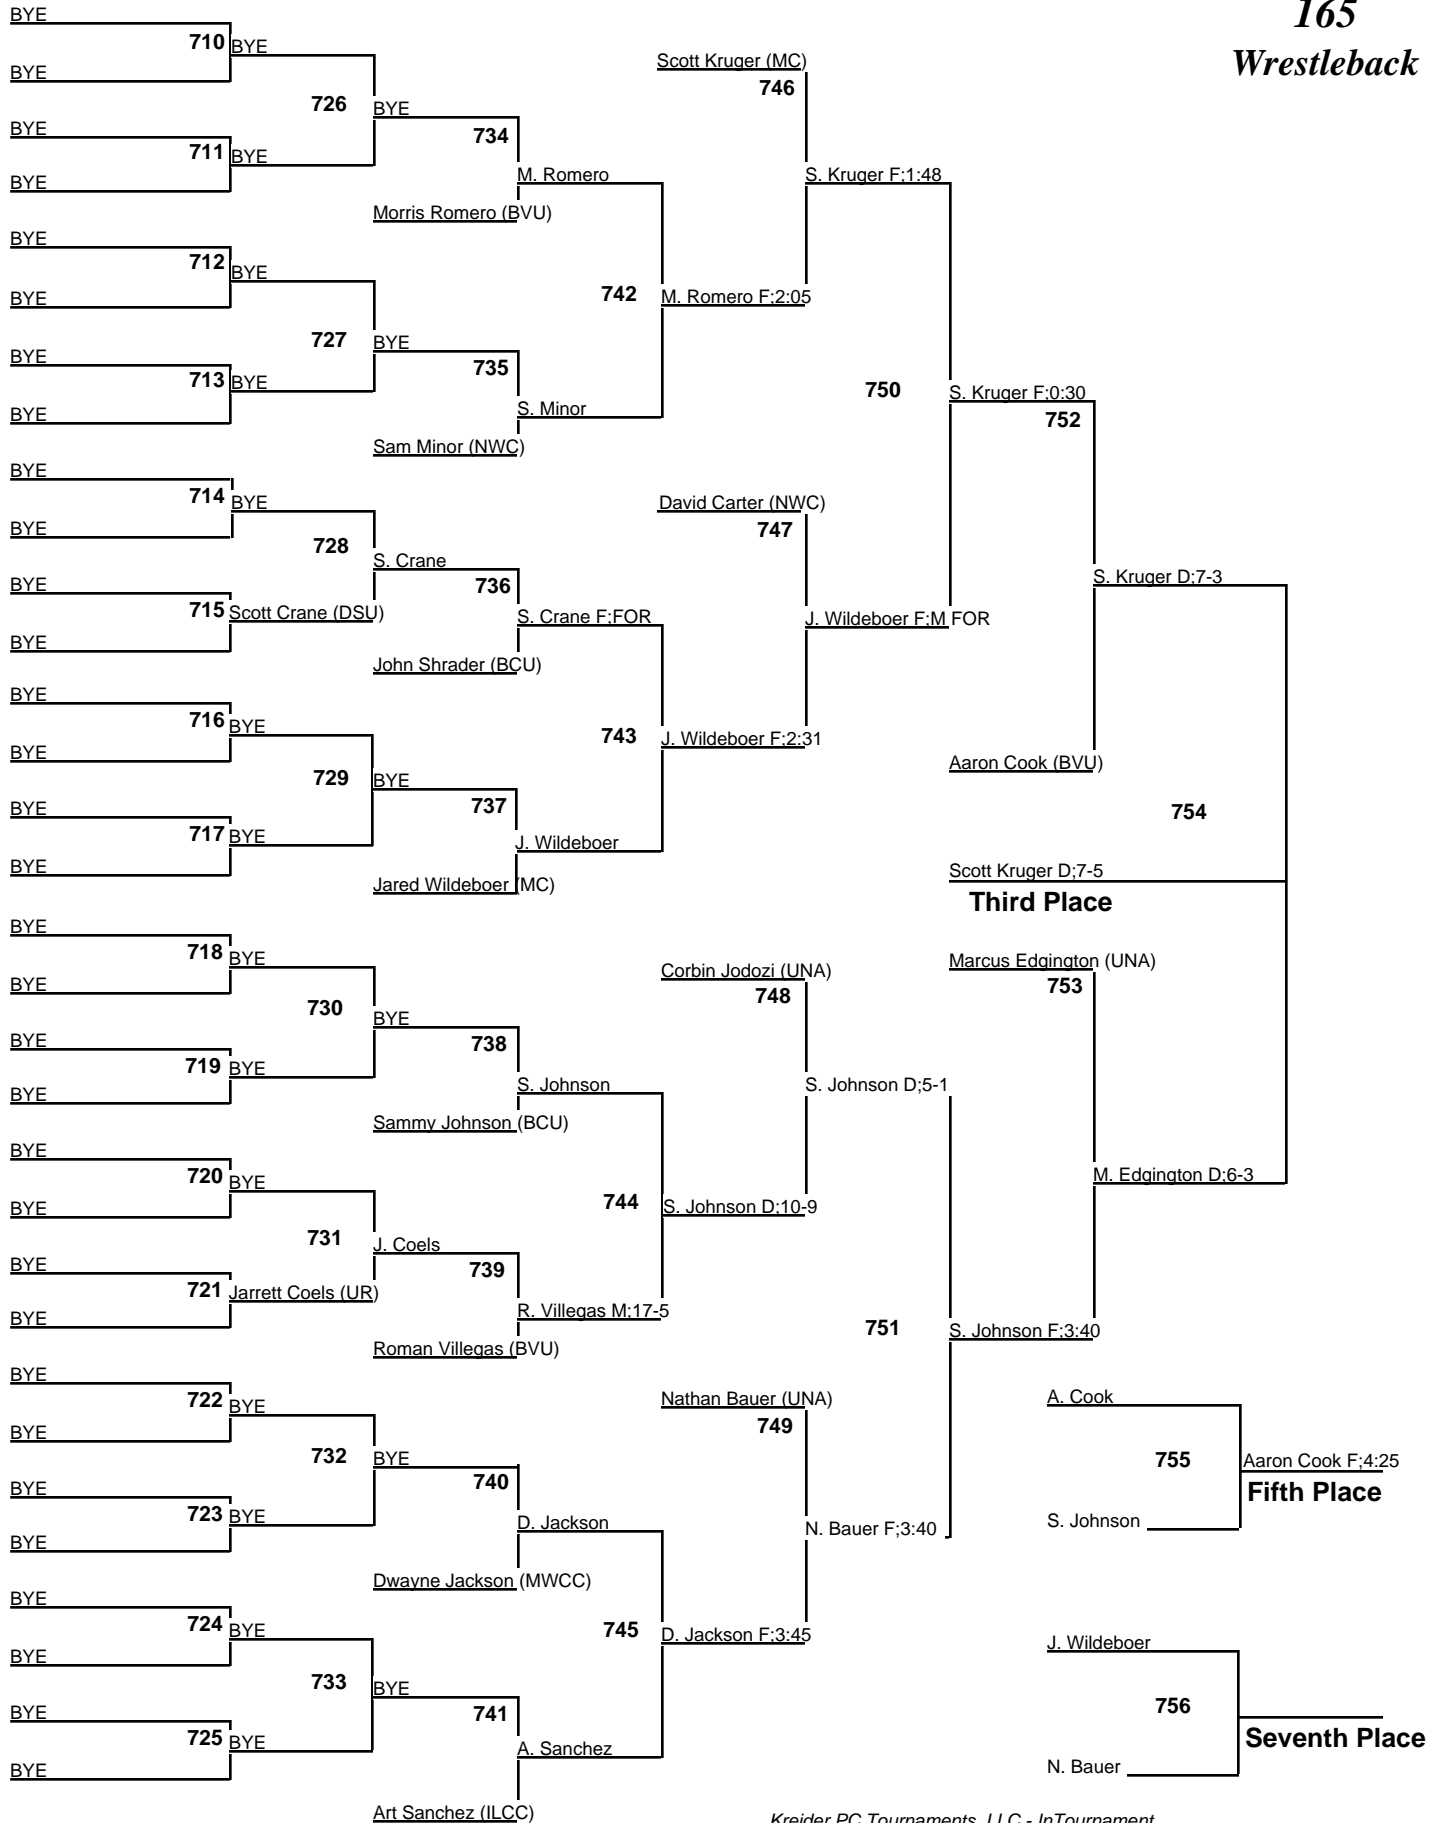 165
Wrestleback
BYE
710
BYE
BYE
726
BYE
734
BYE
711
BYE
BYE
M. Romero
Morris Romero (BVU)
BYE
712
BYE
BYE
727
BYE
735
BYE
713
BYE
BYE
S. Minor
Sam Minor (NWC)
742
M. Romero F;2:05
Scott Kruger (MC)
746
S. Kruger F;1:48
BYE
714
BYE
BYE
728
S. Crane
736
BYE
715
Scott Crane (DSU)
BYE
S. Crane F;FOR
John Shrader (BCU)
BYE
716
BYE
BYE
729
BYE
737
BYE
717
BYE
BYE
J. Wildeboer
Jared Wildeboer (MC)
743
J. Wildeboer F;2:31
David Carter (NWC)
747
J. Wildeboer F;M FOR
750
S. Kruger F;0:30
752
S. Kruger D;7-3
Aaron Cook (BVU)
754
Scott Kruger D;7-5
Third Place
BYE
718
BYE
BYE
730
BYE
738
BYE
719
BYE
BYE
S. Johnson
Sammy Johnson (BCU)
BYE
720
BYE
BYE
731
J. Coels
739
BYE
721
Jarrett Coels (UR)
BYE
R. Villegas M;17-5
Roman Villegas (BVU)
744
S. Johnson D;10-9
Corbin Jodozi (UNA)
748
S. Johnson D;5-1
Marcus Edgington (UNA)
753
M. Edgington D;6-3
751
S. Johnson F;3:40
BYE
722
BYE
BYE
732
BYE
740
BYE
723
BYE
BYE
D. Jackson
Dwayne Jackson (MWCC)
BYE
724
BYE
BYE
733
BYE
741
BYE
725
BYE
BYE
A. Sanchez
Art Sanchez (ILCC)
745
D. Jackson F;3:45
Nathan Bauer (UNA)
749
N. Bauer F;3:40
A. Cook
755
Aaron Cook F;4:25
Fifth Place
S. Johnson
J. Wildeboer
756
Seventh Place
N. Bauer
Kreider PC Tournaments, LLC - InTournament